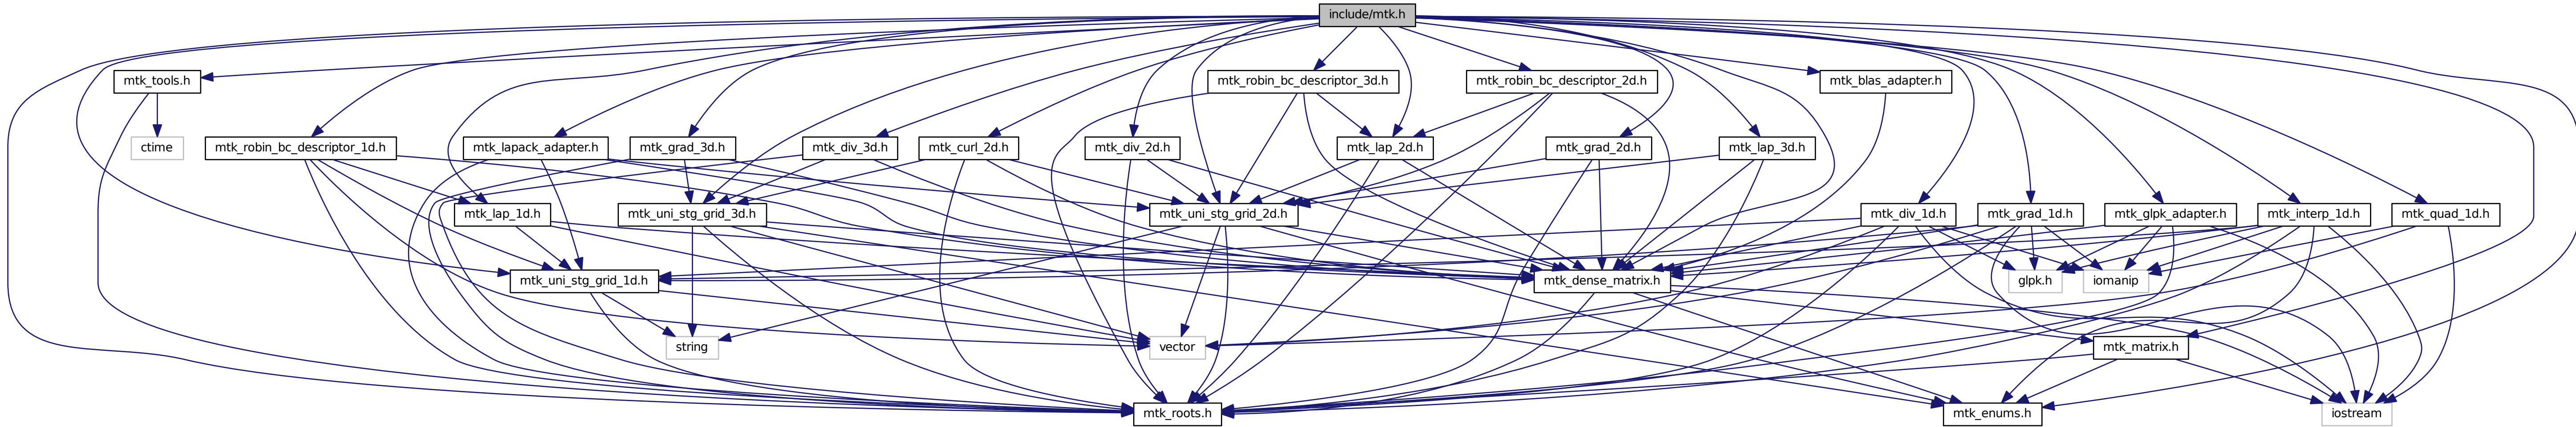 include/mtk.h
mtk_tools.h
mtk_robin_bc_descriptor_3d.h
mtk_robin_bc_descriptor_2d.h
mtk_blas_adapter.h
ctime
mtk_robin_bc_descriptor_1d.h
mtk_lapack_adapter.h
mtk_grad_3d.h
mtk_div_3d.h
mtk_curl_2d.h
mtk_div_2d.h
mtk_lap_2d.h
mtk_grad_2d.h
mtk_lap_3d.h
mtk_lap_1d.h
mtk_uni_stg_grid_3d.h
mtk_uni_stg_grid_2d.h
mtk_div_1d.h
mtk_grad_1d.h
mtk_glpk_adapter.h
mtk_interp_1d.h
mtk_quad_1d.h
mtk_uni_stg_grid_1d.h
mtk_dense_matrix.h
glpk.h
iomanip
string
vector
mtk_matrix.h
mtk_roots.h
mtk_enums.h
iostream